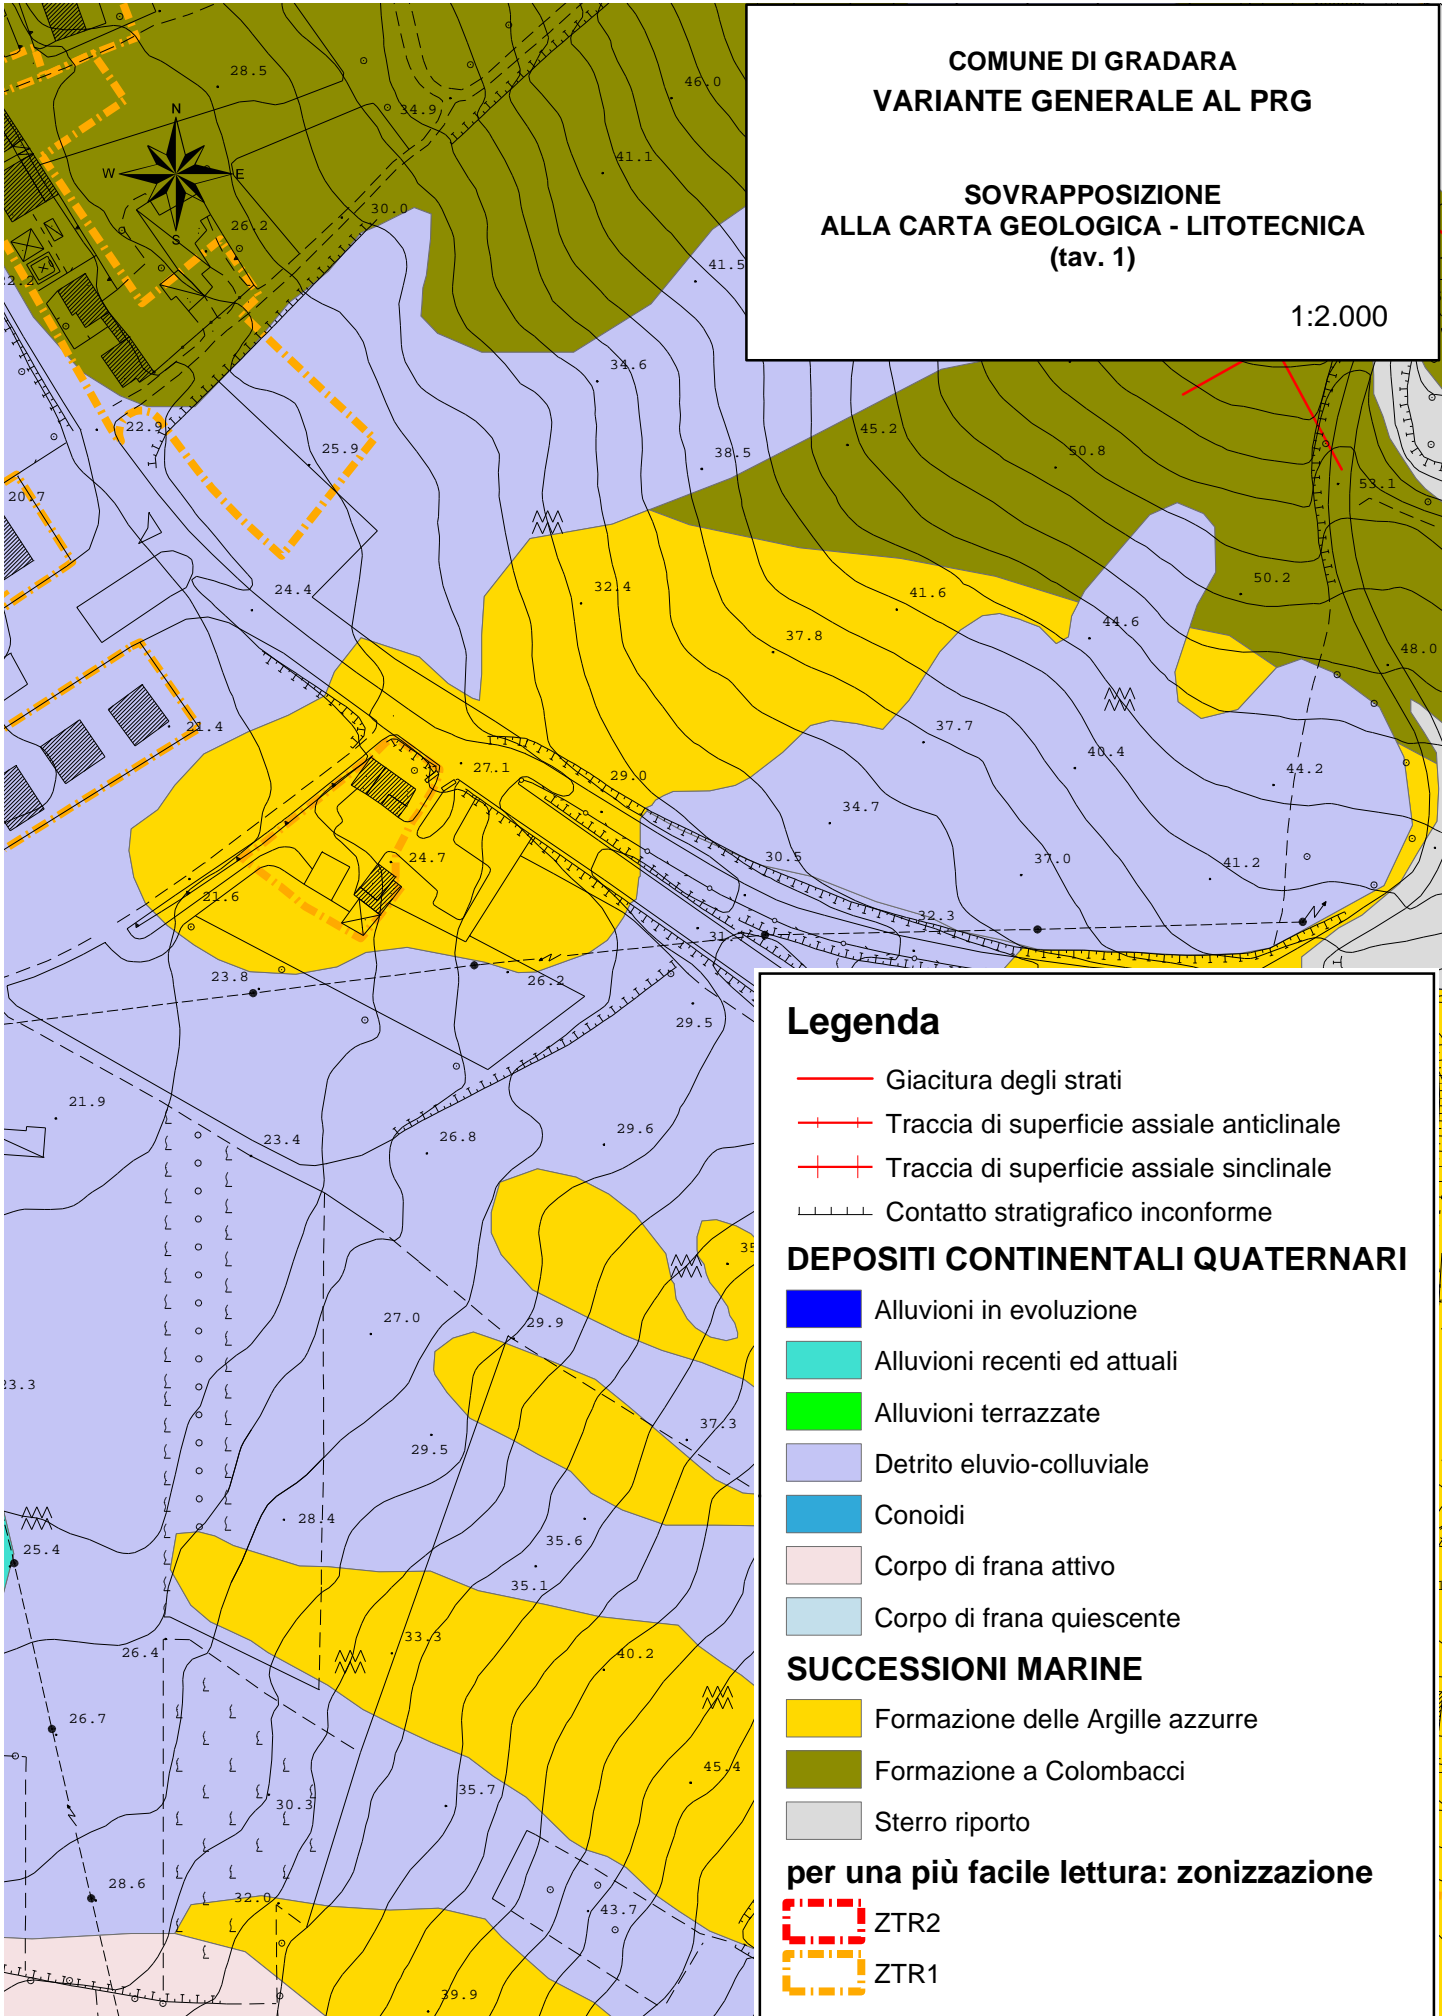 COMUNE DI GRADARA
VARIANTE GENERALE AL PRG
SOVRAPPOSIZIONE
ALLA CARTA GEOLOGICA - LITOTECNICA
(tav. 1)
1:2.000
28.5
46.0
34.9
N
41.1
W
E
30.0
26.2
S
41.5
34.6
22.9
45.2
25.9
38.5
50.8
53.1
20.7
24.4
32.4
41.6
50.2
44.6
37.8
48.0
21.4
37.7
40.4
27.1
29.0
44.2
34.7
24.7
30.5
37.0
41.2
21.6
32.3
23.8
26.2
29.5
21.9
23.4
26.8
29.6
27.0
29.9
23.3
37.3
29.5
28.4
35.6
25.4
35.1
26.4
33.3
40.2
26.7
45.4
30.3
35.7
28.6
32.0
43.7
39.9
Legenda
Giacitura degli strati
Traccia di superficie assiale anticlinale
Traccia di superficie assiale sinclinale
Contatto stratigrafico inconforme
DEPOSITI CONTINENTALI QUATERNARI
Alluvioni in evoluzione
Alluvioni recenti ed attuali
Alluvioni terrazzate
Detrito eluvio-colluviale
Conoidi
Corpo di frana attivo
Corpo di frana quiescente
SUCCESSIONI MARINE
Formazione delle Argille azzurre
Formazione a Colombacci
Sterro riporto
per una più facile lettura: zonizzazione
ZTR2
ZTR1